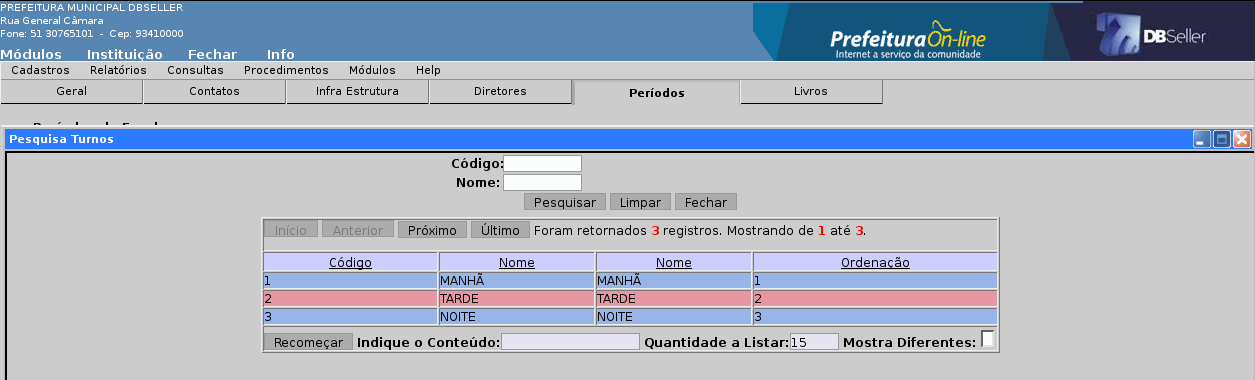 PREFEITURA MUNICIPAL DBSELLER
Rua General Câmara
Fone: 51 30765101 - Cep: 93410000
PrefeituraOn-line
Internet a serviço da comunidade
DBSeller
Módulos Instituição Fechar Info
Cadastros Relatórios Consultas Procedimentos Módulos Help
Geral Contatos Infra Estrutura Diretores Períodos Livros
Pesquisa Turnos
Código:
Nome:
Pesquisar Limpar Fechar
Início Anterior Próximo Último Foram retornados 3 registros. Mostrando de 1 até 3.
Código Nome Nome Ordenação
1 MANHÃ MANHÃ 1
2 TARDE TARDE 2
3 NOITE NOITE 3
Recomeçar Indique o Conteúdo: Quantidade a Listar: 15 Mostra Diferentes: